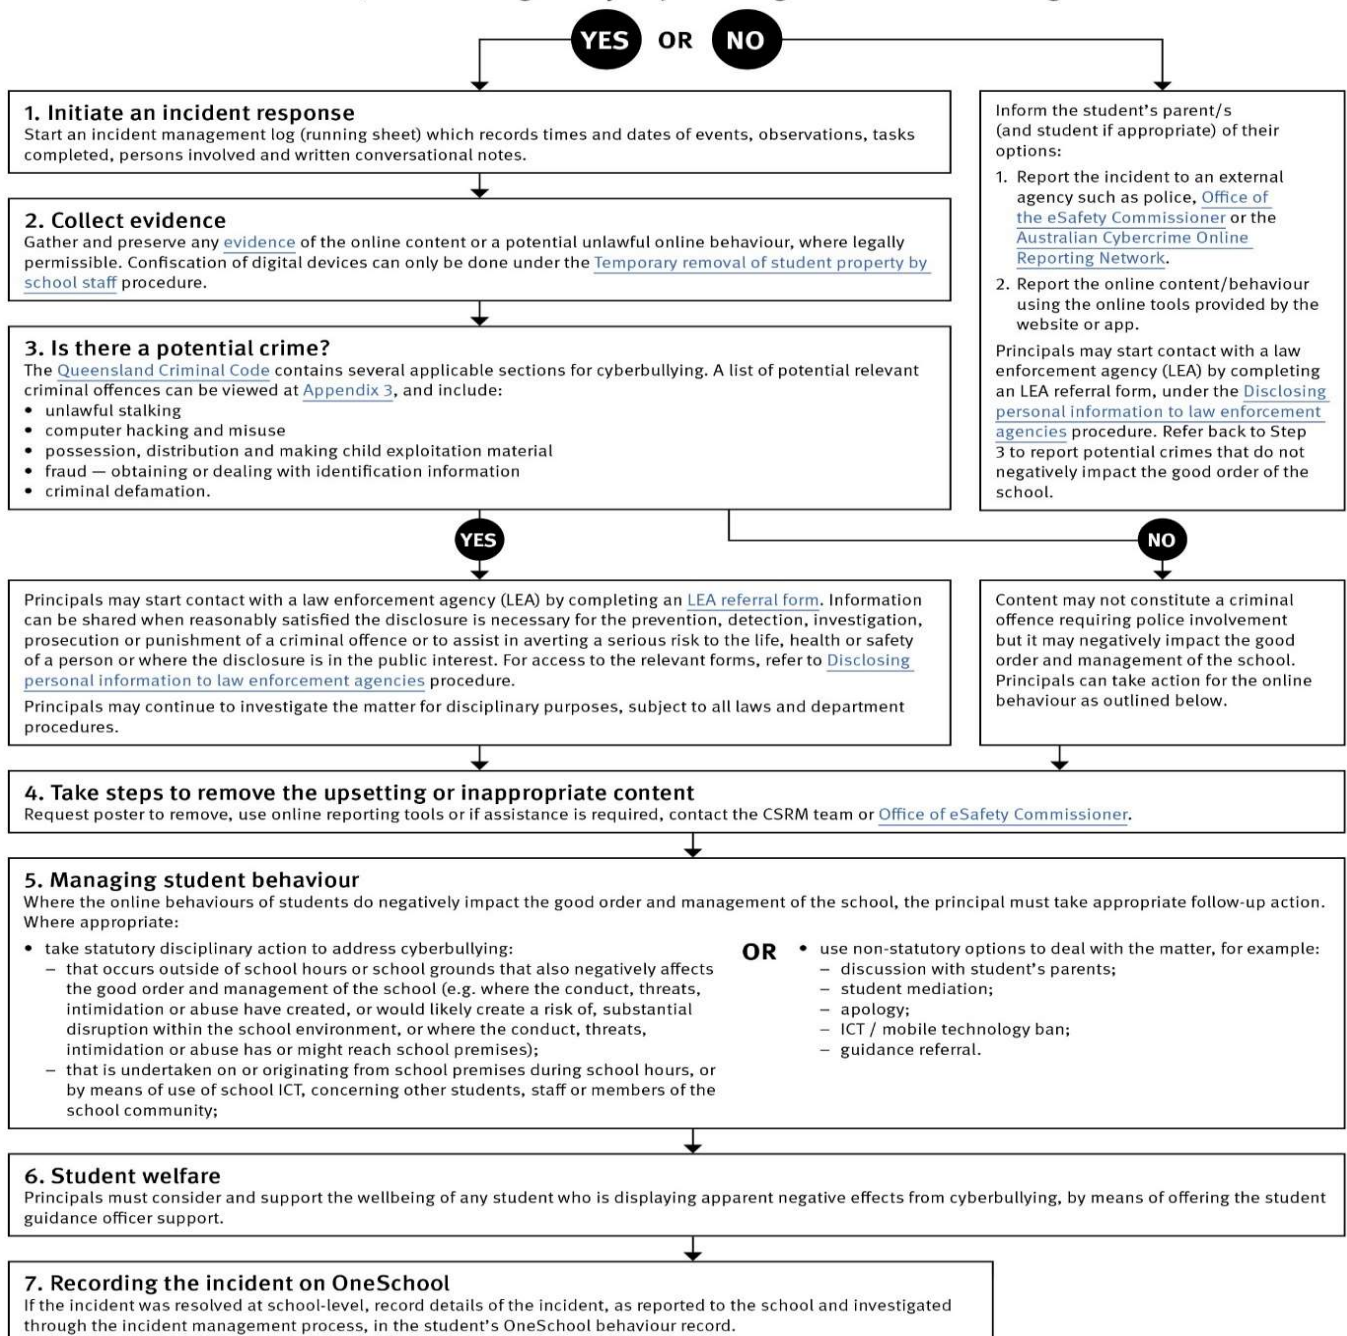 YES OR NO
1. Initiate an incident response
Start an incident management log (running sheet) which records times and dates of events, observations, tasks
completed, persons involved and written conversational notes.
2. Collect evidence
Gather and preserve any evidence of the online content or a potential unlawful online behaviour, where legally
permissible. Confiscation of digital devices can only be done under the Temporary removal of student property by
school staff procedure.
3. Is there a potential crime?
The Queensland Criminal Code contains several applicable sections for cyberbullying. A list of potential relevant
criminal offences can be viewed at Appendix 3, and include:
• unlawful stalking
• computer hacking and misuse
• possession, distribution and making child exploitation material
• fraud — obtaining or dealing with identification information
• criminal defamation.
Inform the student's parent/s
(and student if appropriate) of their
options:
1. Report the incident to an external
agency such as police, Office of
the eSafety Commissioner or the
Australian Cybercrime Online
Reporting Network.
2. Report the online content/behaviour
using the online tools provided by the
website or app.
Principals may start contact with a law
enforcement agency (LEA) by completing
an LEA referral form, under the Disclosing
personal information to law enforcement
agencies procedure. Refer back to Step
3 to report potential crimes that do not
negatively impact the good order of the
school.
YES
NO
Principals may start contact with a law enforcement agency (LEA) by completing an LEA referral form. Information
can be shared when reasonably satisfied the disclosure is necessary for the prevention, detection, investigation,
prosecution or punishment of a criminal offence or to assist in averting a serious risk to the life, health or safety
of a person or where the disclosure is in the public interest. For access to the relevant forms, refer to Disclosing
personal information to law enforcement agencies procedure.
Principals may continue to investigate the matter for disciplinary purposes, subject to all laws and department
procedures.
Content may not constitute a criminal
offence requiring police involvement
but it may negatively impact the good
order and management of the school.
Principals can take action for the online
behaviour as outlined below.
4. Take steps to remove the upsetting or inappropriate content
Request poster to remove, use online reporting tools or if assistance is required, contact the CSRM team or Office of eSafety Commissioner.
5. Managing student behaviour
Where the online behaviours of students do negatively impact the good order and management of the school, the principal must take appropriate follow-up action.
Where appropriate:
• take statutory disciplinary action to address cyberbullying:
– that occurs outside of school hours or school grounds that also negatively affects
the good order and management of the school (e.g. where the conduct, threats,
intimidation or abuse have created, or would likely create a risk of, substantial
disruption within the school environment, or where the conduct, threats,
intimidation or abuse has or might reach school premises);
– that is undertaken on or originating from school premises during school hours, or
by means of use of school ICT, concerning other students, staff or members of the
school community;
OR
• use non-statutory options to deal with the matter, for example:
– discussion with student's parents;
– student mediation;
– apology;
– ICT / mobile technology ban;
– guidance referral.
6. Student welfare
Principals must consider and support the wellbeing of any student who is displaying apparent negative effects from cyberbullying, by means of offering the student
guidance officer support.
7. Recording the incident on OneSchool
If the incident was resolved at school-level, record details of the incident, as reported to the school and investigated
through the incident management process, in the student's OneSchool behaviour record.